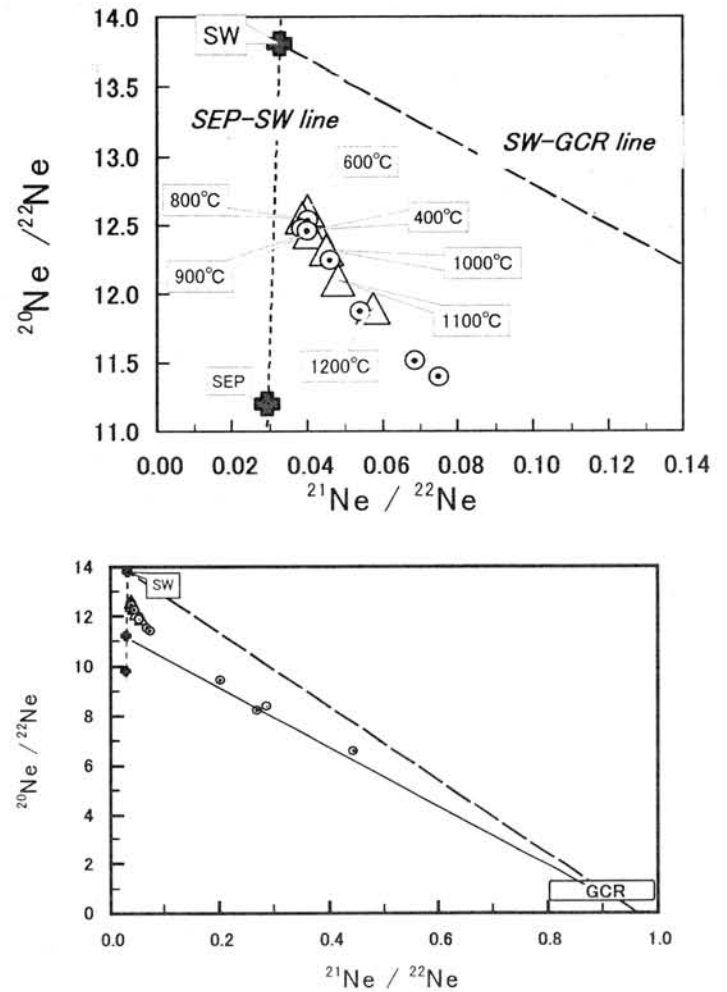 14.0
SW
13.5
SEP-SW line
SW-GCR line
13.0
600°C
800°C
12.5
400°C
900°C
1000°C
12.0
1100°C
1200°C
11.5
SEP
11.0
²⁰Ne /²²Ne
0.00 0.02 0.04 0.06 0.08 0.10 0.12 0.14
²¹Ne / ²²Ne
14
SW
12
10
8
6
4
2
GCR
0
²⁰Ne / ²²Ne
0.0 0.2 0.4 0.6 0.8 1.0
²¹Ne / ²²Ne